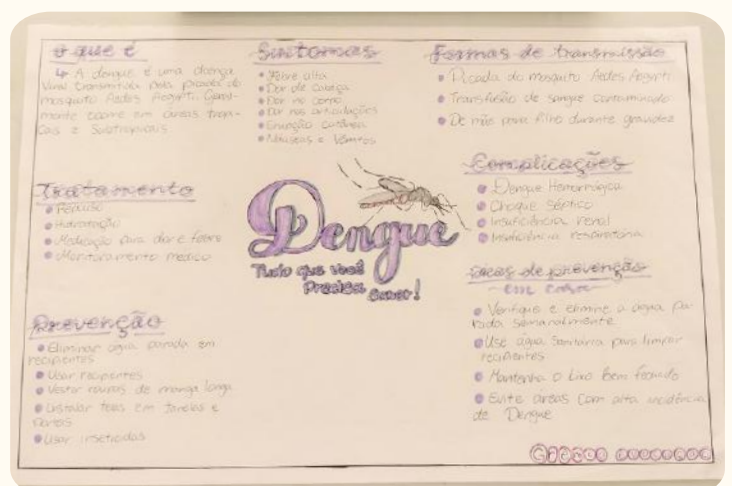 O que é
A dengue é uma doença
viral transmitida pela picada do
mosquito Aedes Aegypti. Geral-
mente ocorre em áreas tropi-
cais e Subtropicais
Sintomas
Febre alta
Dor de cabeça
Dor no corpo
Dor nas articulações
Erupção cutânea
Náuseas e Vômitos
Formas de transmissão
Picada do mosquito Aedes Aegypti
Transfusão de sangue contaminado
De mãe para filho durante gravidez
Tratamento
Repouso
Hidratação
Medicação para dor e febre
Monitoramento médico
Dengue
Tudo que você
Precisa saber!
Complicações
Dengue Hemorrágica
Choque Séptico
Insuficiência renal
Insuficiência respiratória
Prevenção
Eliminar água parada em
recipientes
Usar recipientes
Vestir roupas de manga longa
Instalar telas em Janelas e
portas
Usar inseticidas
Dicas de prevenção
em casa
Verifique e elimine a água pa-
rada semanalmente
Use água Sanitária para limpar
recipientes
Mantenha o Lixo bem fechado
Evite áreas Com alta incidência
de Dengue